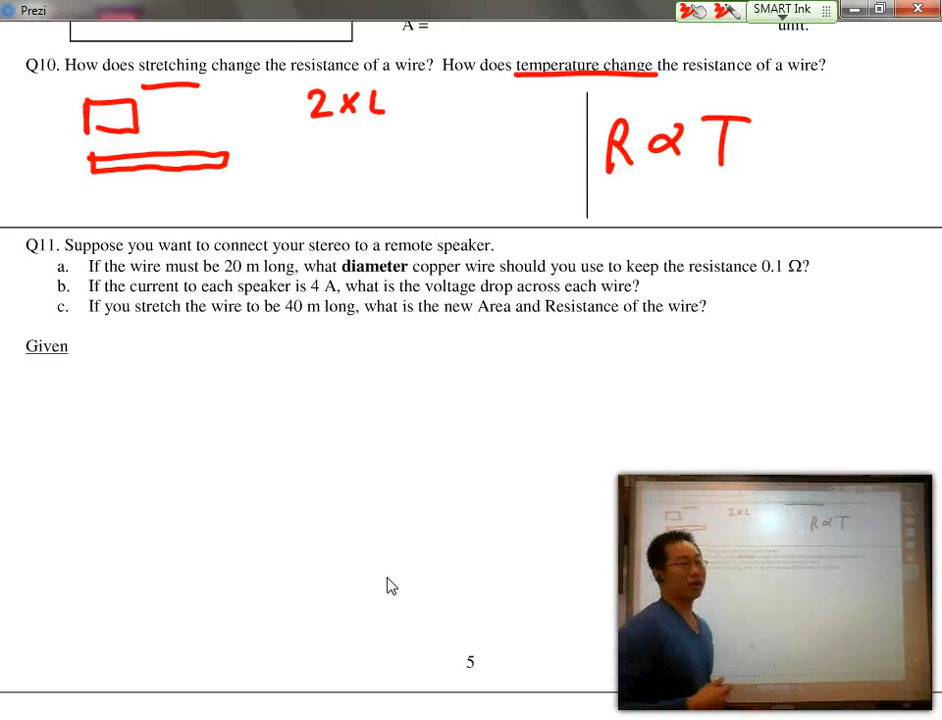 Prezi
SMART Ink
A =
unit:
Q10. How does stretching change the resistance of a wire? How does temperature change the resistance of a wire?
2 × L
R ∝ T
Q11. Suppose you want to connect your stereo to a remote speaker.
a. If the wire must be 20 m long, what diameter copper wire should you use to keep the resistance 0.1 Ω?
b. If the current to each speaker is 4 A, what is the voltage drop across each wire?
c. If you stretch the wire to be 40 m long, what is the new Area and Resistance of the wire?
Given
2 × L
R ∝ T
5